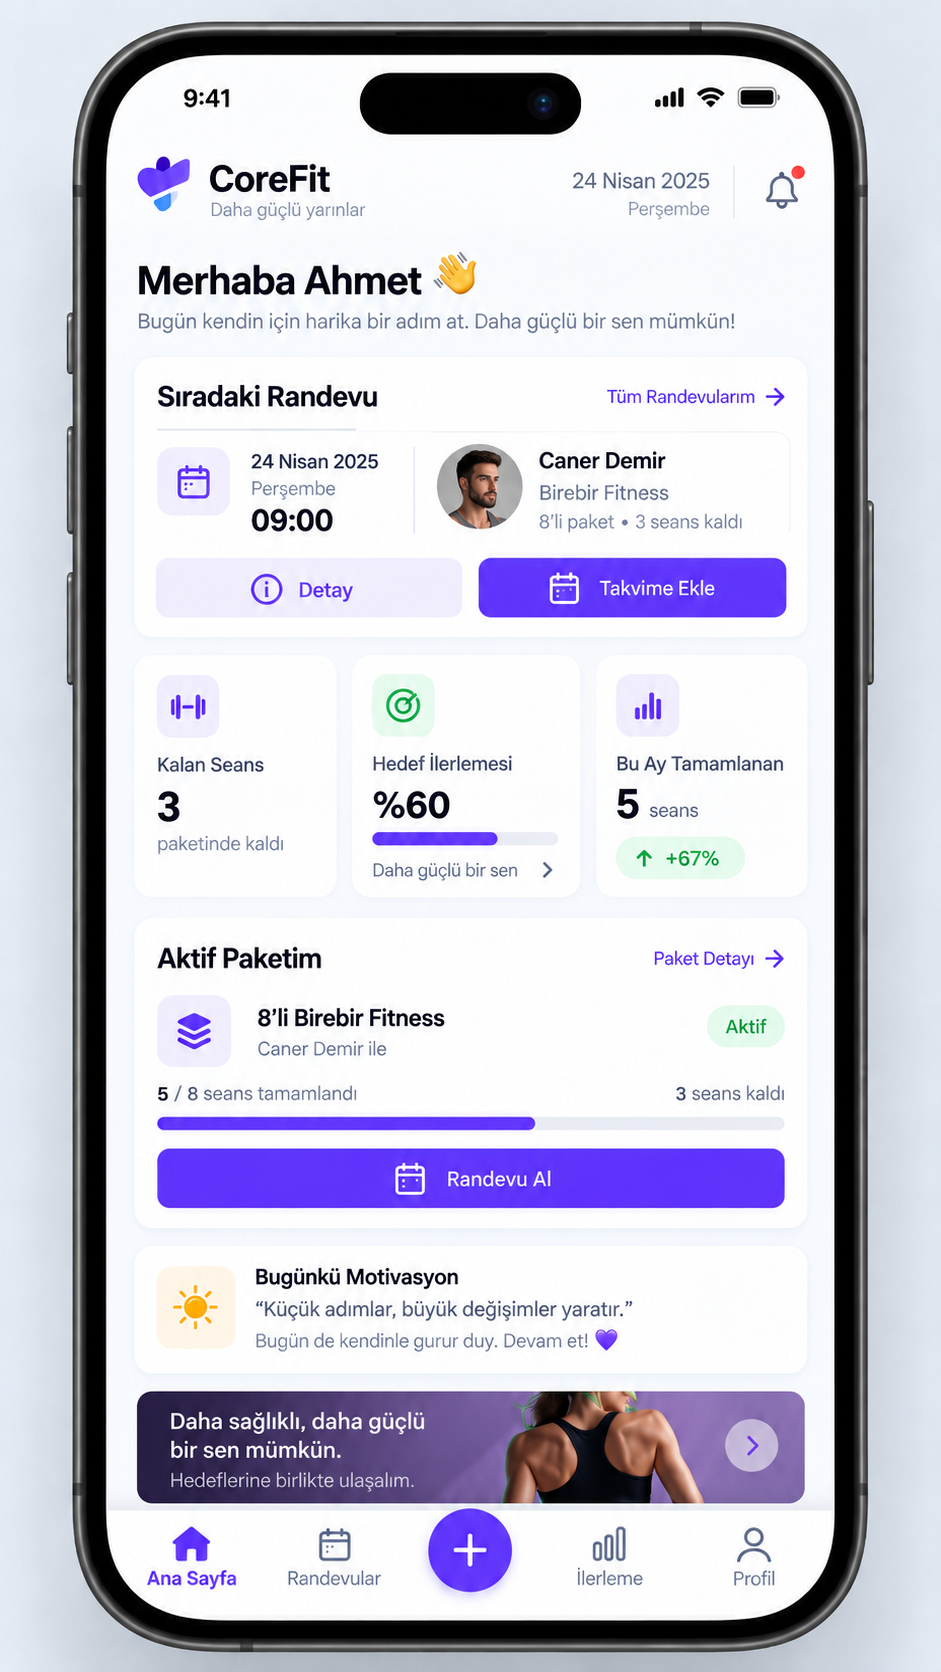 9:41
CoreFit
Daha güçlü yarınlar
24 Nisan 2025
Perşembe
Merhaba Ahmet 👋
Bugün kendin için harika bir adım at. Daha güçlü bir sen mümkün!
Sıradaki Randevu
Tüm Randevularım →
24 Nisan 2025
Perşembe
09:00
Caner Demir
Birebir Fitness
8'li paket • 3 seans kaldı
Detay
Takvime Ekle
Kalan Seans
3
paketinde kaldı
Hedef İlerlemesi
%60
Daha güçlü bir sen
Bu Ay Tamamlanan
5 seans
↑ +67%
Aktif Paketim
Paket Detayı →
8'li Birebir Fitness
Caner Demir ile
Aktif
5 / 8 seans tamamlandı
3 seans kaldı
Randevu Al
Bugünkü Motivasyon
“Küçük adımlar, büyük değişimler yaratır.”
Bugün de kendinle gurur duy. Devam et! 💜
Daha sağlıklı, daha güçlü
bir sen mümkün.
Hedeflerine birlikte ulaşalım.
Ana Sayfa
Randevular
İlerleme
Profil